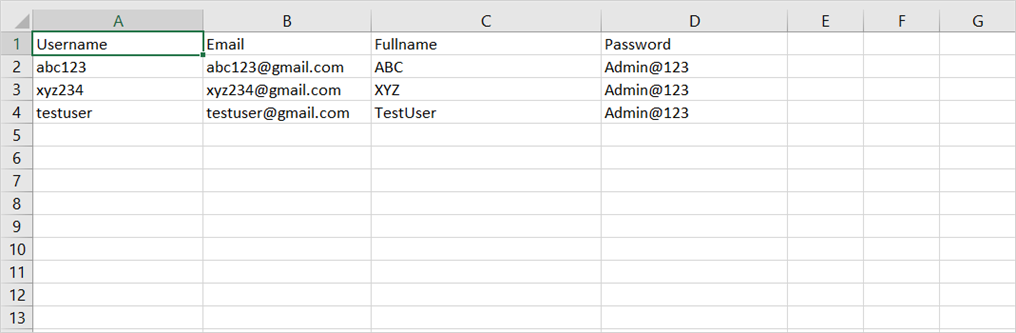 A B C D E F G
1 Username Email Fullname Password
2 abc123 abc123@gmail.com ABC Admin@123
3 xyz234 xyz234@gmail.com XYZ Admin@123
4 testuser testuser@gmail.com TestUser Admin@123
5
6
7
8
9
10
11
12
13